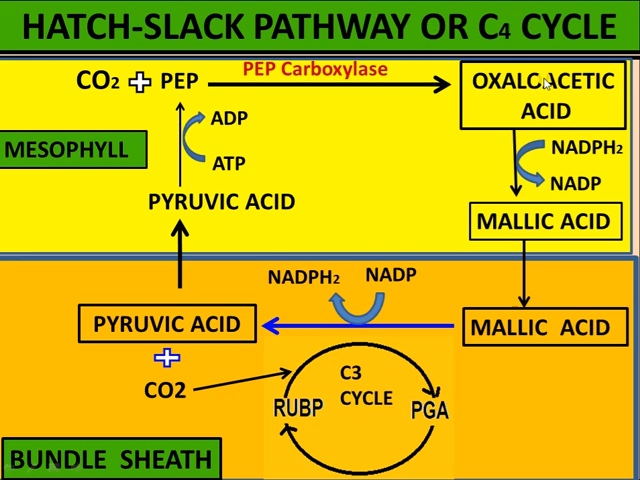 HATCH-SLACK PATHWAY OR C4 CYCLE
CO2 + PEP
PEP Carboxylase
OXALOACETIC
ACID
ADP
ATP
MESOPHYLL
NADPH2
NADP
PYRUVIC ACID
MALLIC ACID
NADPH2
NADP
PYRUVIC ACID
MALLIC ACID
+
CO2
C3
CYCLE
RUBP
PGA
BUNDLE SHEATH